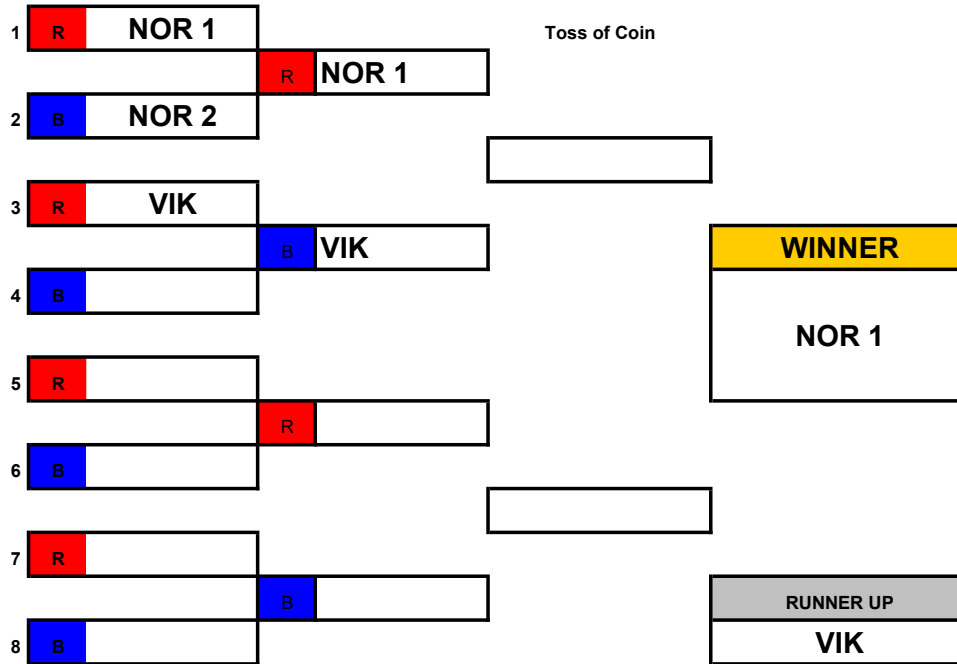 1 R NOR 1 Toss of Coin
R NOR 1
2 B NOR 2
3 R VIK
B VIK WINNER
4 B
NOR 1
5 R
R
6 B
7 R
B RUNNER UP
8 B VIK